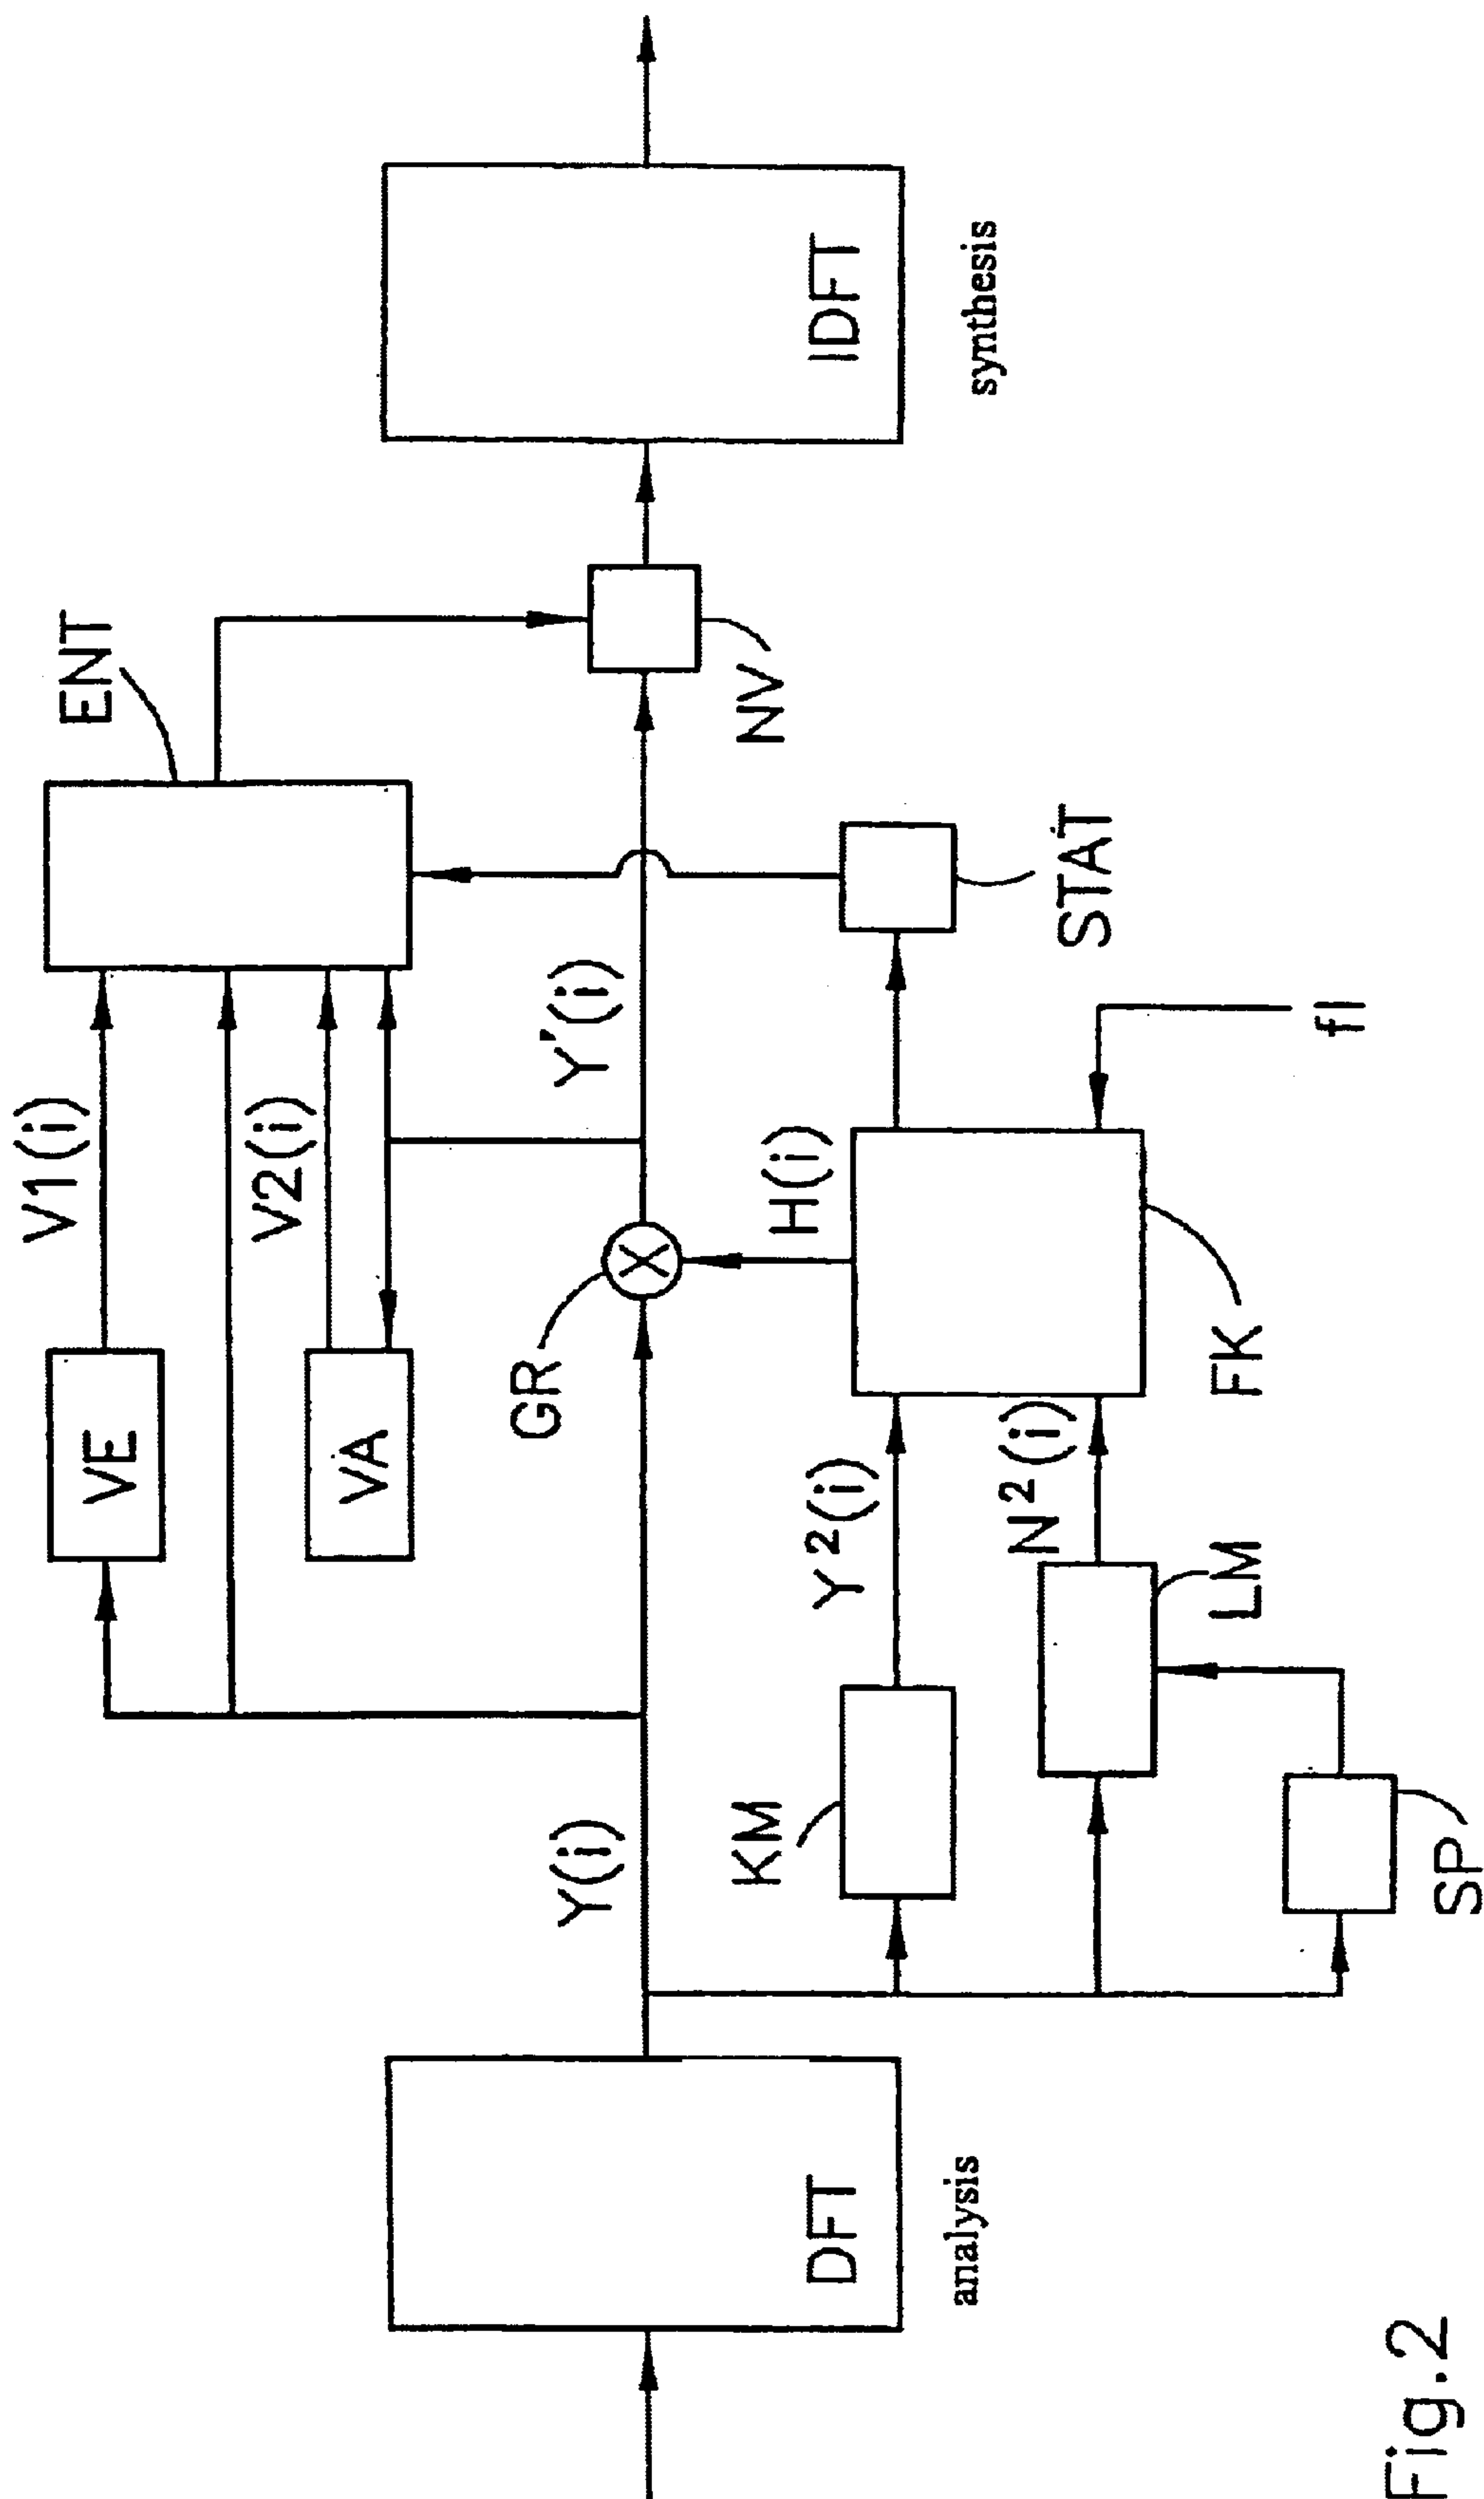 V1(i)
ENT
VE
V2(i)
VA
Y'(i)
GR
Y(i)
NV
H(i)
KM
Y²(i)
STAT
DFT
IDFT
analysis
synthesis
N²(i)
LM
FK
fl
SP
Fig.2